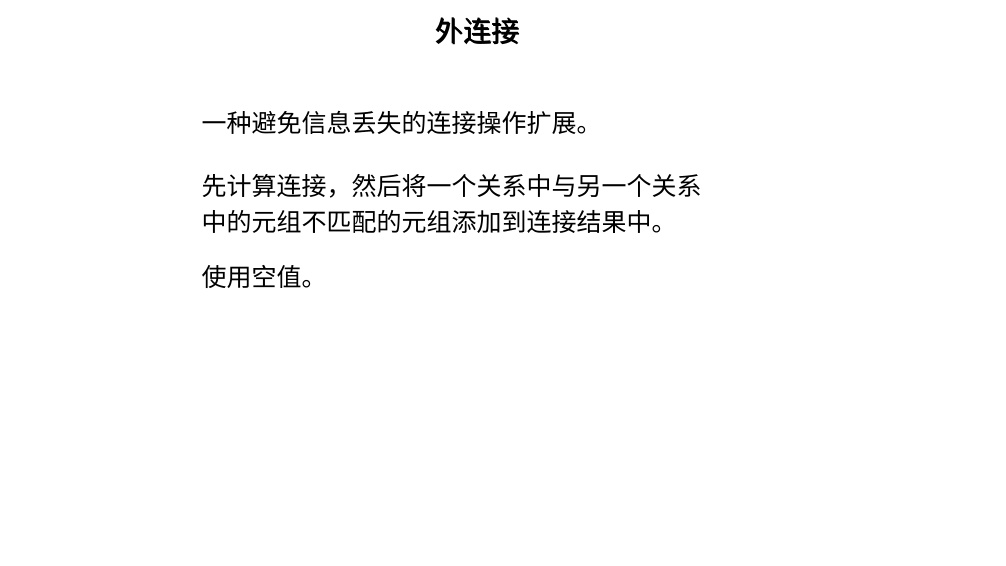 外连接
一种避免信息丢失的连接操作扩展。
先计算连接，然后将一个关系中与另一个关系
中的元组不匹配的元组添加到连接结果中。
使用空值。